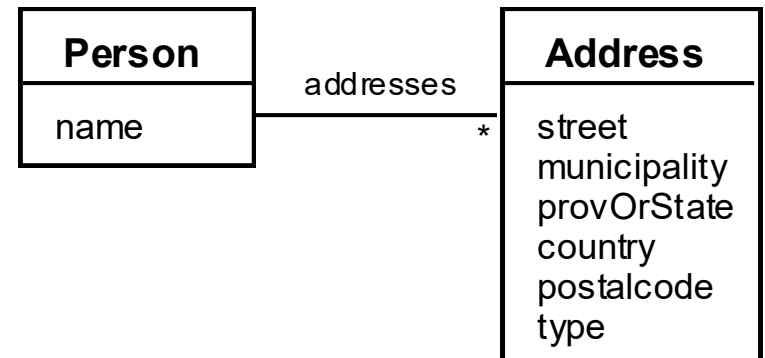 Person
name
addresses
*
Address
street
municipality
provOrState
country
postalcode
type